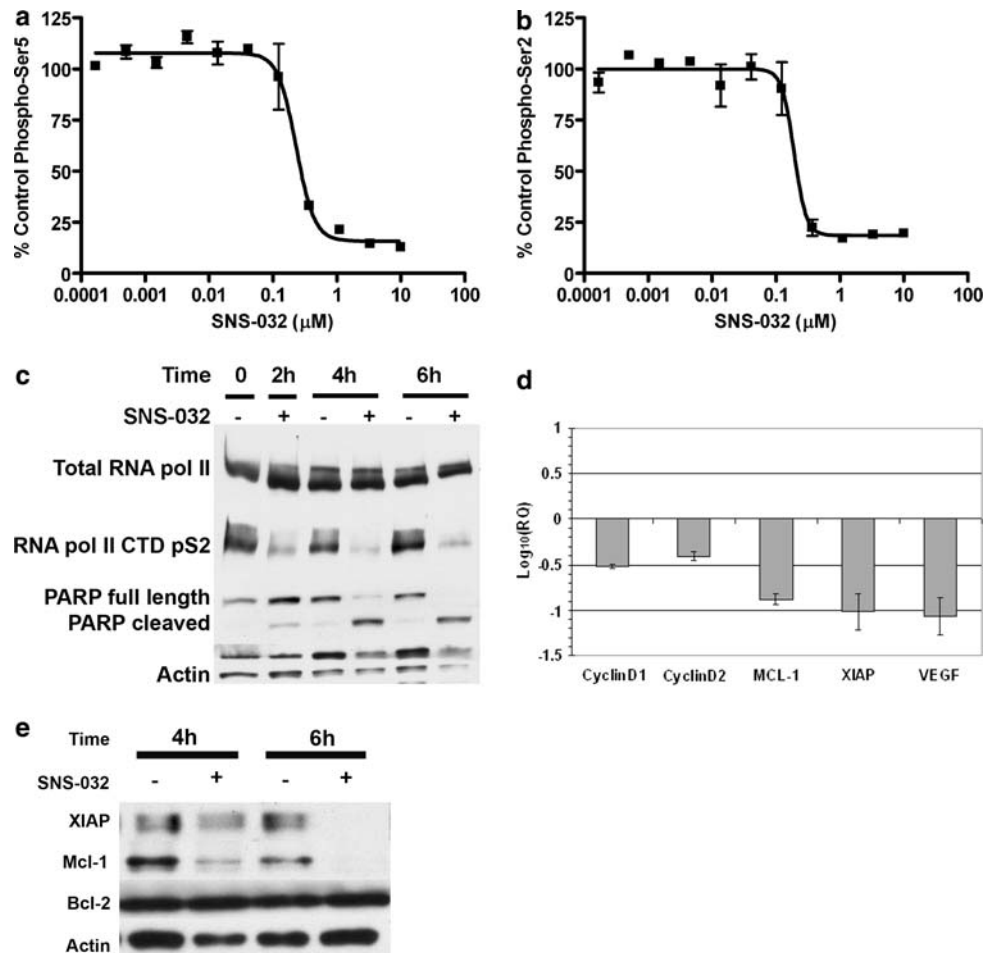 a
125
100
75
50
25
0
% Control Phospho-Ser5
0.0001 0.001 0.01 0.1 1 10 100
SNS-032 (μM)
b
125
100
75
50
25
0
% Control Phospho-Ser2
0.0001 0.001 0.01 0.1 1 10 100
SNS-032 (μM)
c
Time 0 2h 4h 6h
SNS-032 - + - + - +
Total RNA pol II
RNA pol II CTD pS2
PARP full length
PARP cleaved
Actin
d
1
0.5
0
-0.5
-1
-1.5
Log10(RQ)
CyclinD1 CyclinD2 MCL-1 XIAP VEGF
e
Time 4h 6h
SNS-032 - + - +
XIAP
Mcl-1
Bcl-2
Actin